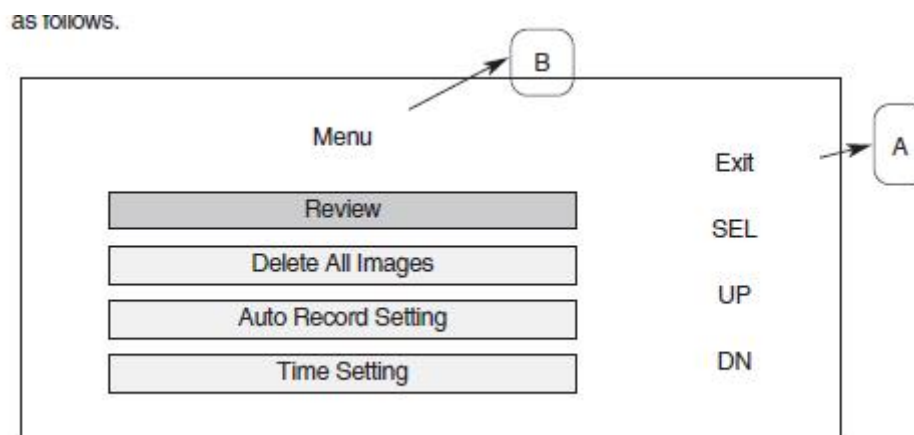 as follows.
B
Menu
A
Exit
Review
SEL
Delete All Images
UP
Auto Record Setting
DN
Time Setting